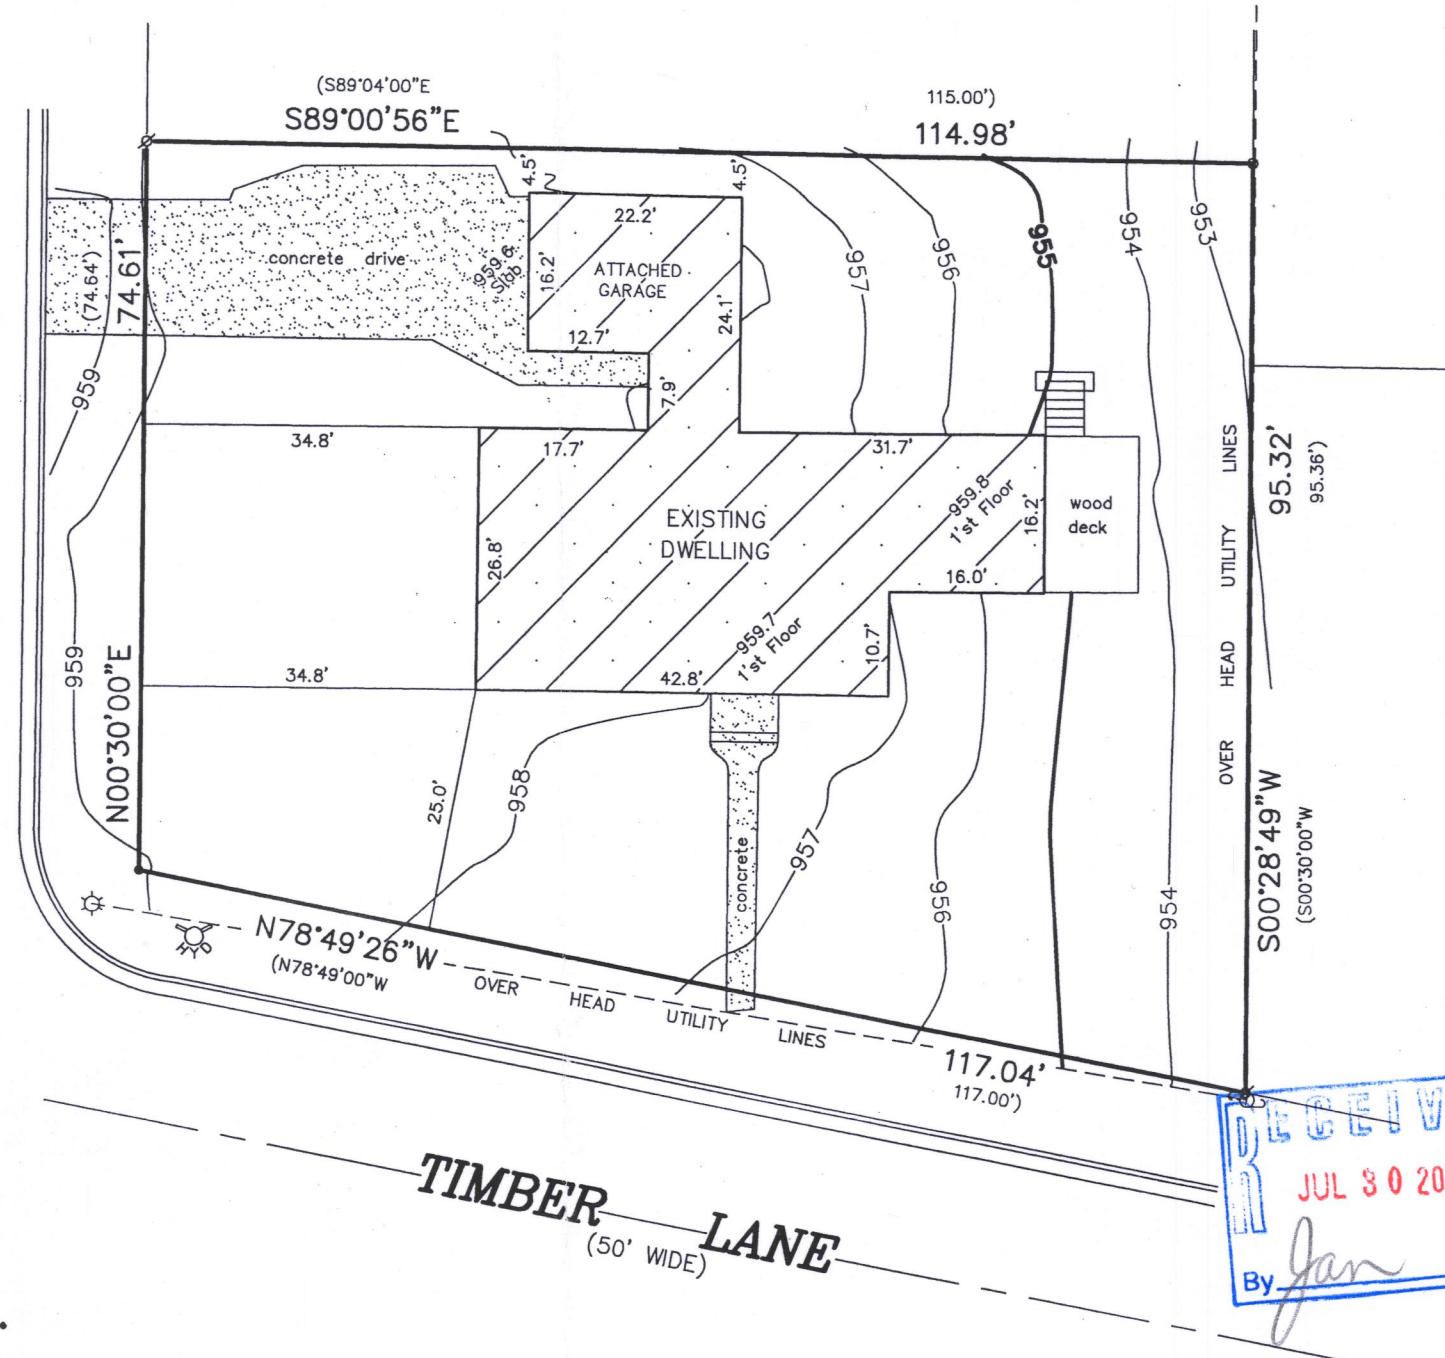 (S89°04'00"E
S89°00'56"E
115.00')
114.98'
4.5'
4.5'
22.2'
ATTACHED
GARAGE
16.2'
959.6
Slab
concrete drive
(74.64')
74.61'
12.7'
24.1'
7.9'
957
956
955
954
953
959
34.8'
17.7'
31.7'
959.8
1'st Floor
16.2'
wood
deck
EXISTING
DWELLING
26.8'
16.0'
959.7
1'st Floor
10.7'
42.8'
34.8'
959
N00°30'00"E
OVER HEAD UTILITY LINES
95.32'
95.36')
S00°28'49"W
(S00°30'00"W
25.0'
958
concrete
957
956
954
HYD
N78°49'26"W
(N78°49'00"W
OVER HEAD UTILITY LINES
117.04'
117.00')
TIMBER LANE
(50' WIDE)
RECEIV
JUL 30 20
By Jan